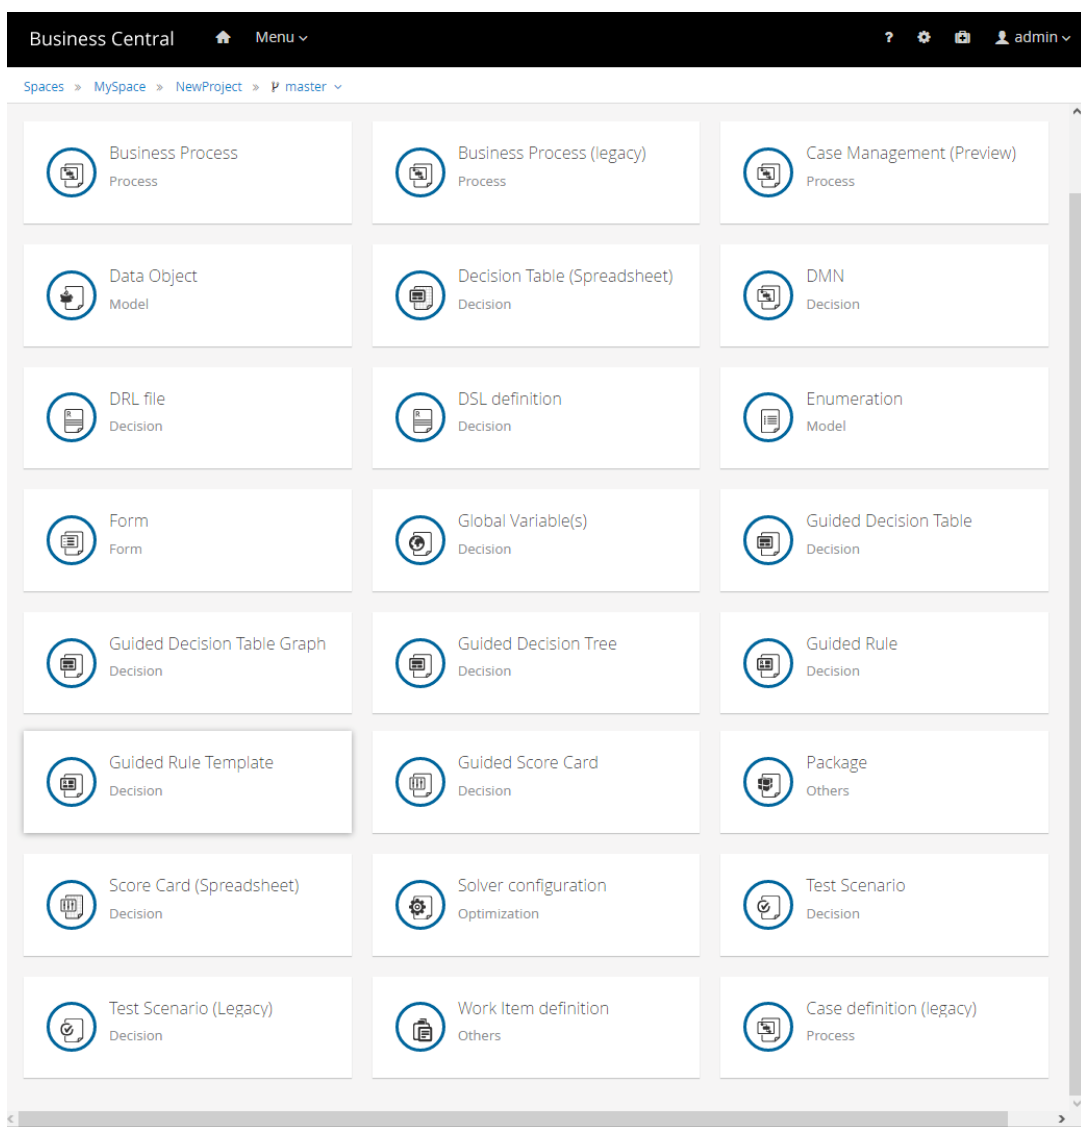 Business Central Menu ? admin
Spaces » MySpace » NewProject » master
Business Process
Process
Business Process (legacy)
Process
Case Management (Preview)
Process
Data Object
Model
Decision Table (Spreadsheet)
Decision
DMN
Decision
DRL file
Decision
DSL definition
Decision
Enumeration
Model
Form
Form
Global Variable(s)
Decision
Guided Decision Table
Decision
Guided Decision Table Graph
Decision
Guided Decision Tree
Decision
Guided Rule
Decision
Guided Rule Template
Decision
Guided Score Card
Decision
Package
Others
Score Card (Spreadsheet)
Decision
Solver configuration
Optimization
Test Scenario
Decision
Test Scenario (Legacy)
Decision
Work Item definition
Others
Case definition (legacy)
Process